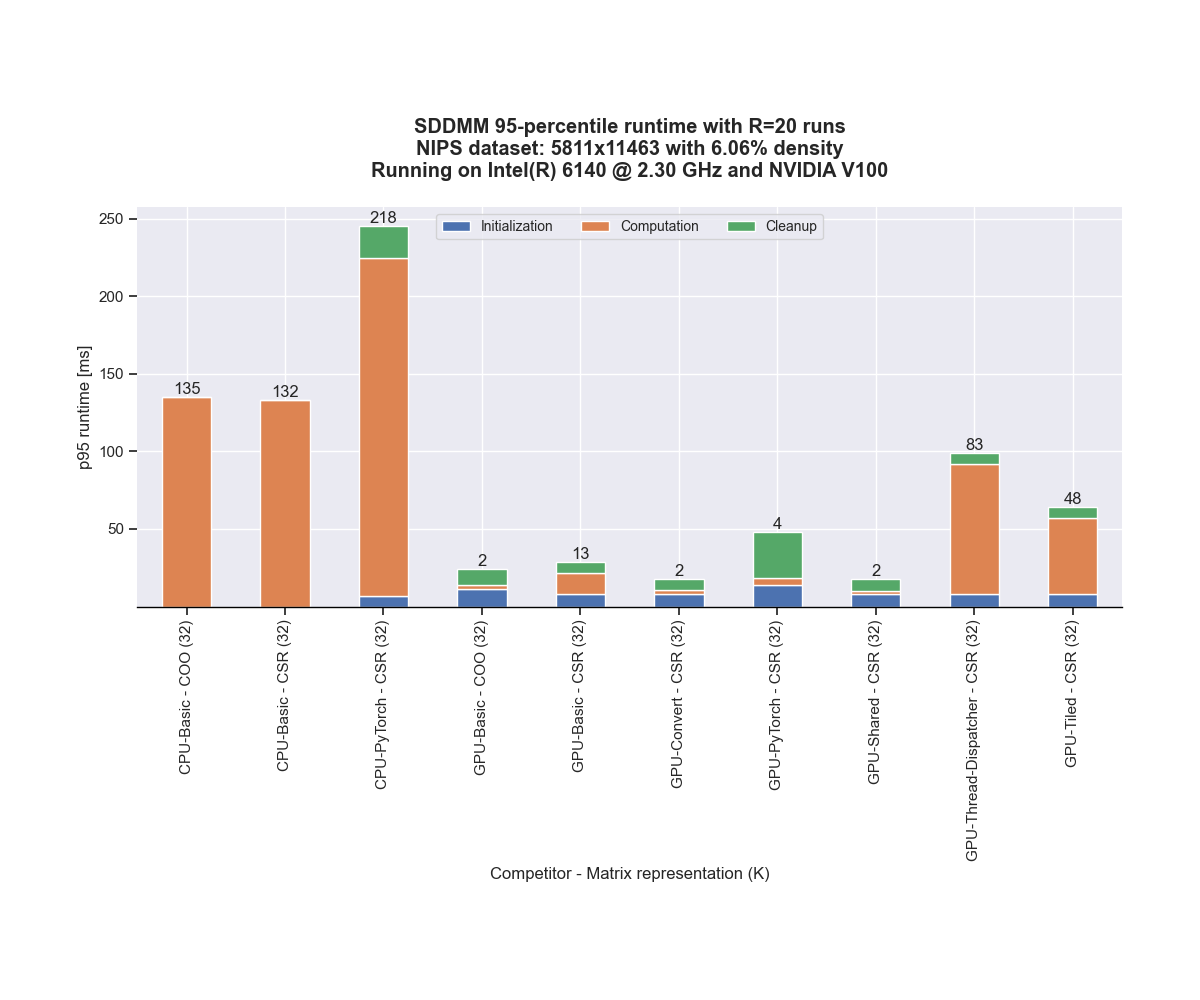 SDDMM 95-percentile runtime with R=20 runs
NIPS dataset: 5811x11463 with 6.06% density
Running on Intel(R) 6140 @ 2.30 GHz and NVIDIA V100
Initialization
Computation
Cleanup
p95 runtime [ms]
250
200
150
100
50
135
132
218
2
13
2
4
2
83
48
CPU-Basic - COO (32)
CPU-Basic - CSR (32)
CPU-PyTorch - CSR (32)
GPU-Basic - COO (32)
GPU-Basic - CSR (32)
GPU-Convert - CSR (32)
GPU-PyTorch - CSR (32)
GPU-Shared - CSR (32)
GPU-Thread-Dispatcher - CSR (32)
GPU-Tiled - CSR (32)
Competitor - Matrix representation (K)